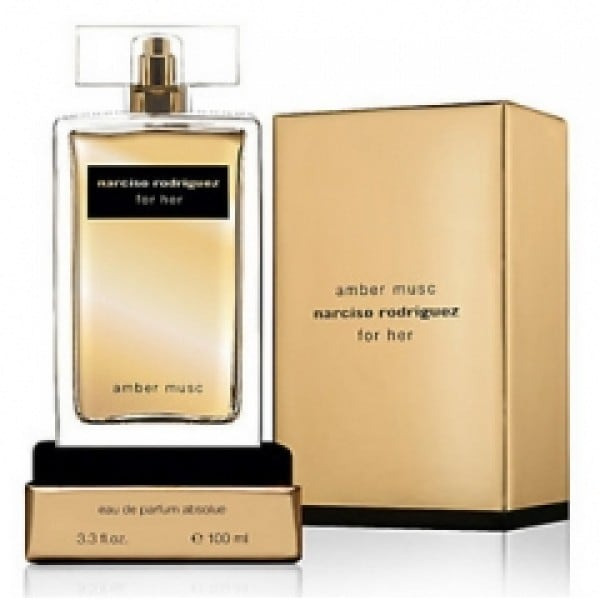 narciso rodriguez
for her
amber musc
eau de parfum absolue
3.3 fl.oz. ℮ 100 ml
amber musc
narciso rodriguez
for her